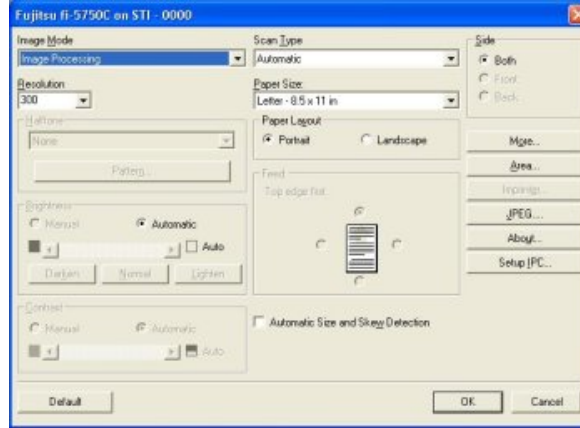 Fujitsu fi-5750C on STI - 0000
Image Mode
Image Processing
Resolution
300
Halftone
None
Pattern...
Brightness
Manual
Automatic
Auto
Darken
Normal
Lighten
Contrast
Manual
Automatic
Auto
Scan Type
Automatic
Paper Size:
Letter - 8.5 x 11 in
Paper Layout
Portrait
Landscape
Feed
Top edge first
Automatic Size and Skew Detection
Side
Both
Front
Back
More...
Area...
Imprinter...
JPEG...
About...
Setup IPC...
Default
OK
Cancel